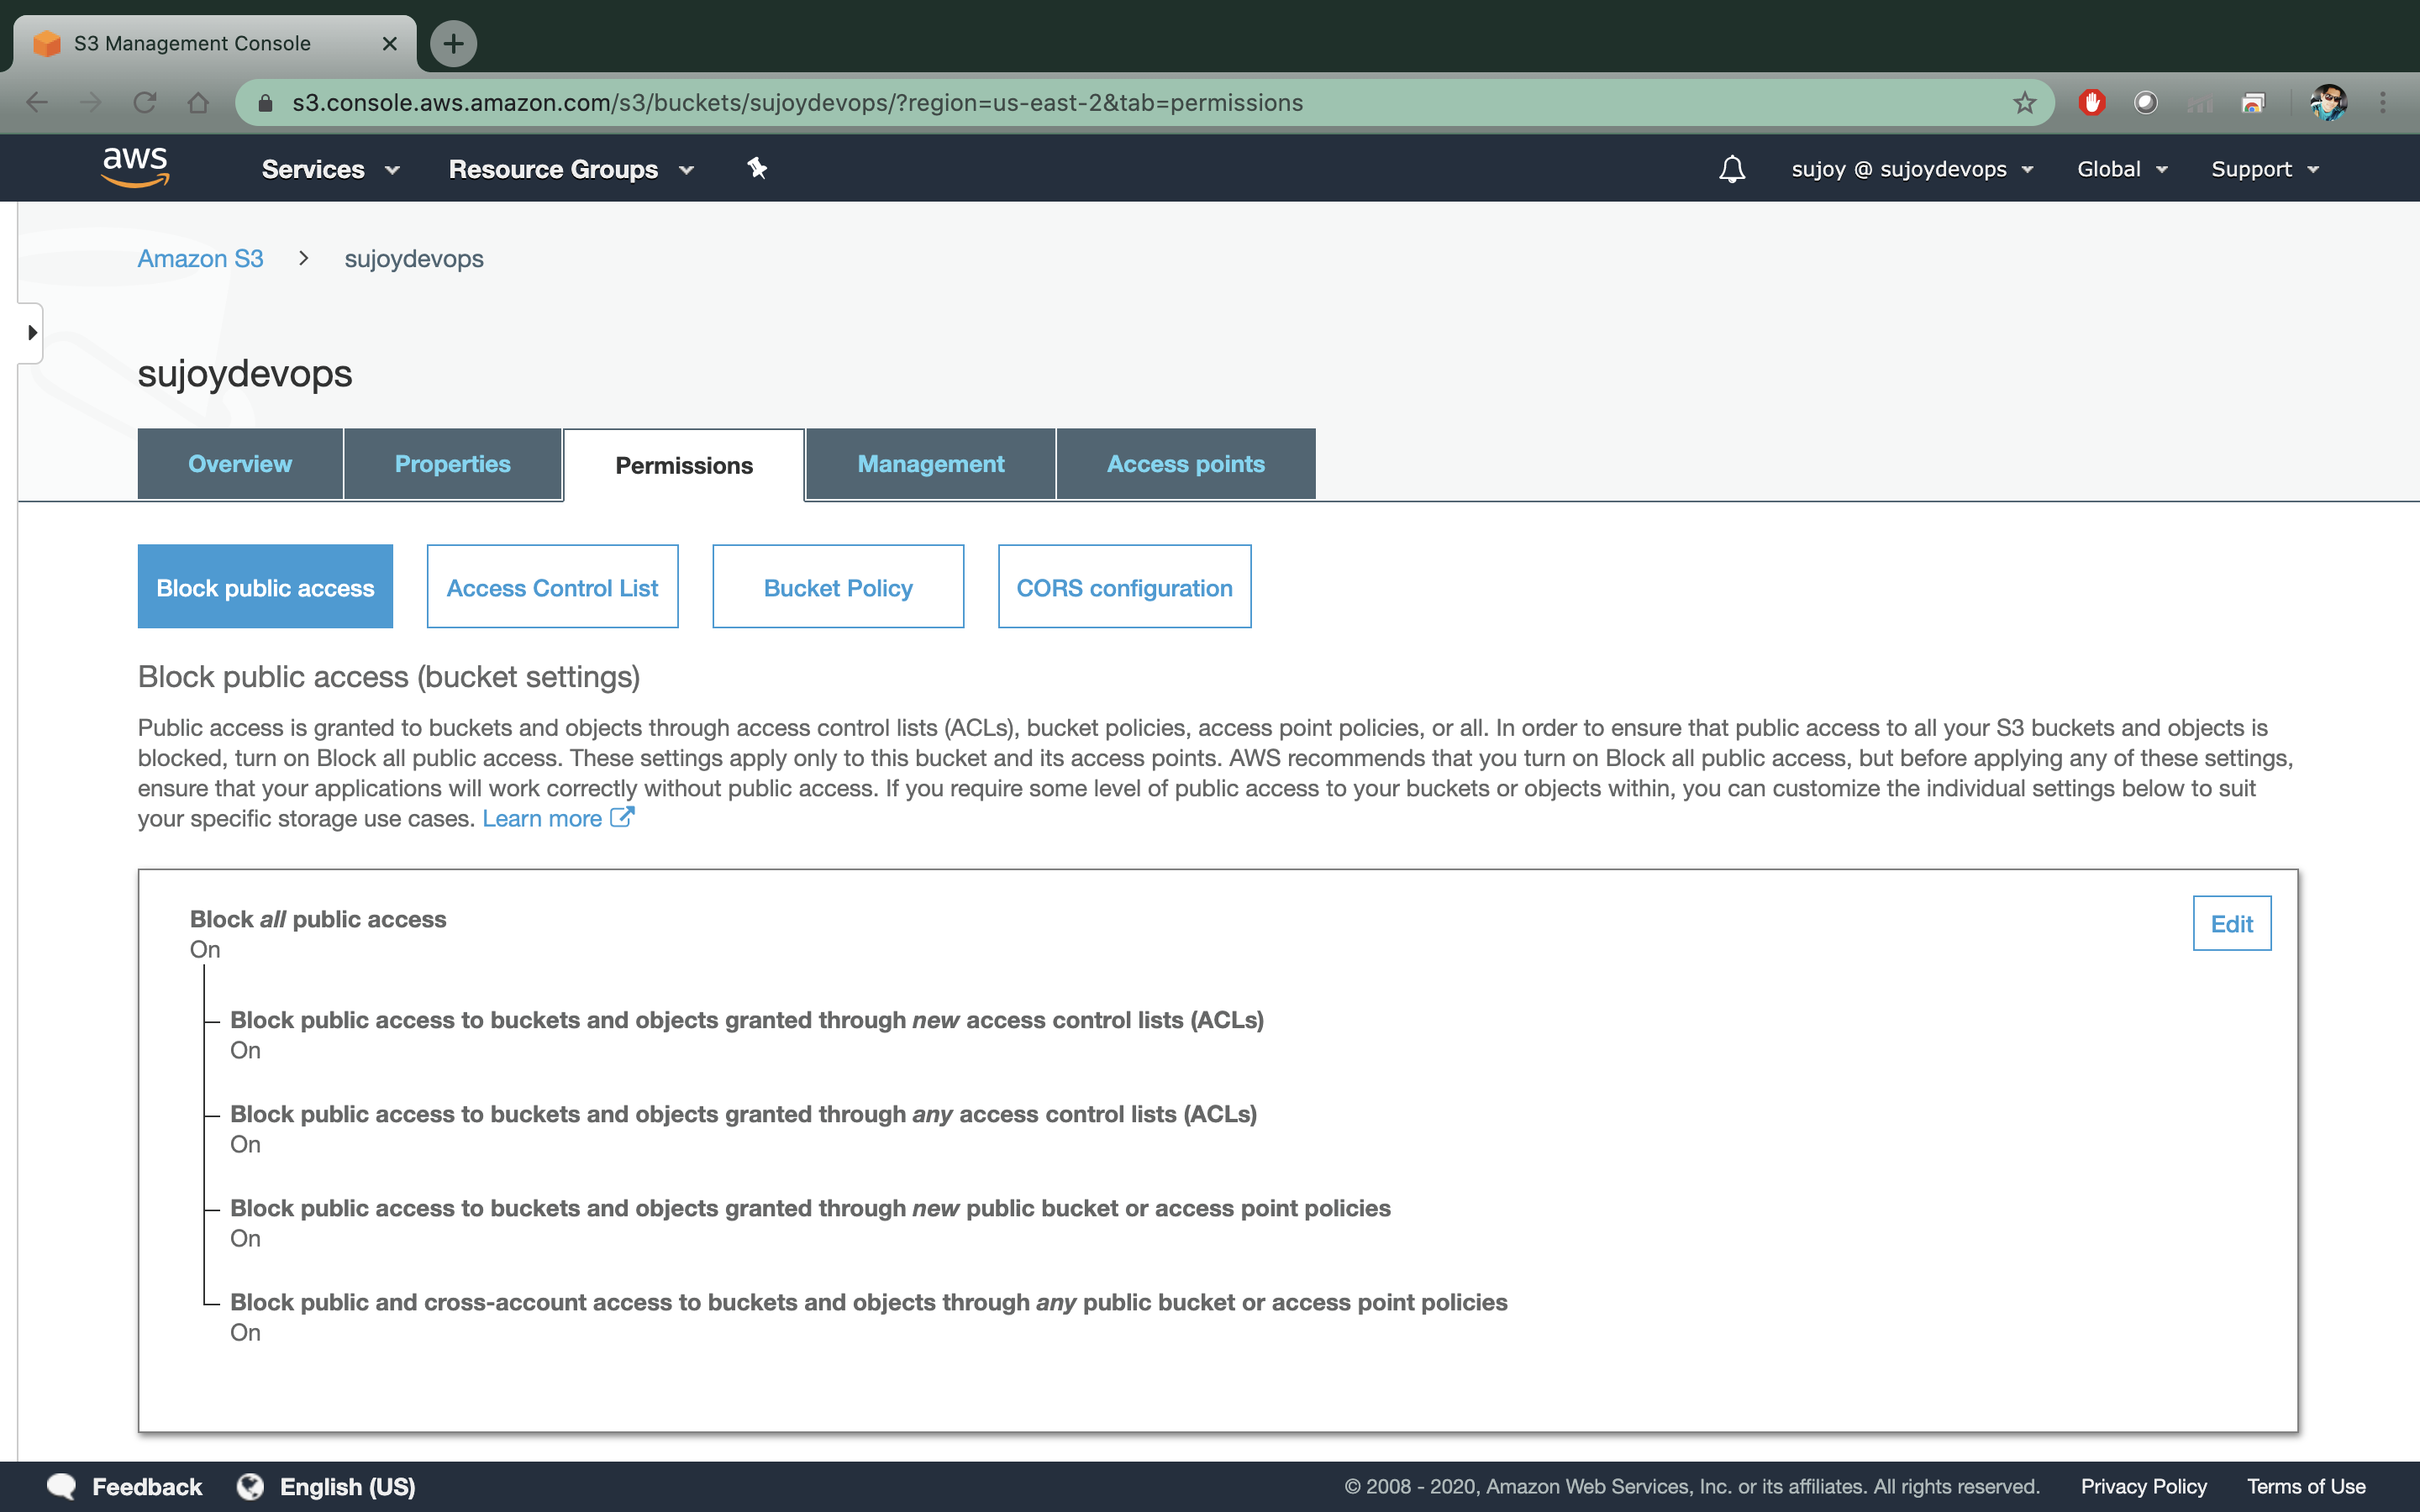 S3 Management Console
s3.console.aws.amazon.com/s3/buckets/sujoydevops/?region=us-east-2&tab=permissions
aws Services Resource Groups sujoy @ sujoydevops Global Support
Amazon S3 > sujoydevops
sujoydevops
Overview Properties Permissions Management Access points
Block public access Access Control List Bucket Policy CORS configuration
Block public access (bucket settings)
Public access is granted to buckets and objects through access control lists (ACLs), bucket policies, access point policies, or all. In order to ensure that public access to all your S3 buckets and objects is
blocked, turn on Block all public access. These settings apply only to this bucket and its access points. AWS recommends that you turn on Block all public access, but before applying any of these settings,
ensure that your applications will work correctly without public access. If you require some level of public access to your buckets or objects within, you can customize the individual settings below to suit
your specific storage use cases. Learn more
Block all public access
On
Edit
Block public access to buckets and objects granted through new access control lists (ACLs)
On
Block public access to buckets and objects granted through any access control lists (ACLs)
On
Block public access to buckets and objects granted through new public bucket or access point policies
On
Block public and cross-account access to buckets and objects through any public bucket or access point policies
On
Feedback English (US) © 2008 - 2020, Amazon Web Services, Inc. or its affiliates. All rights reserved. Privacy Policy Terms of Use